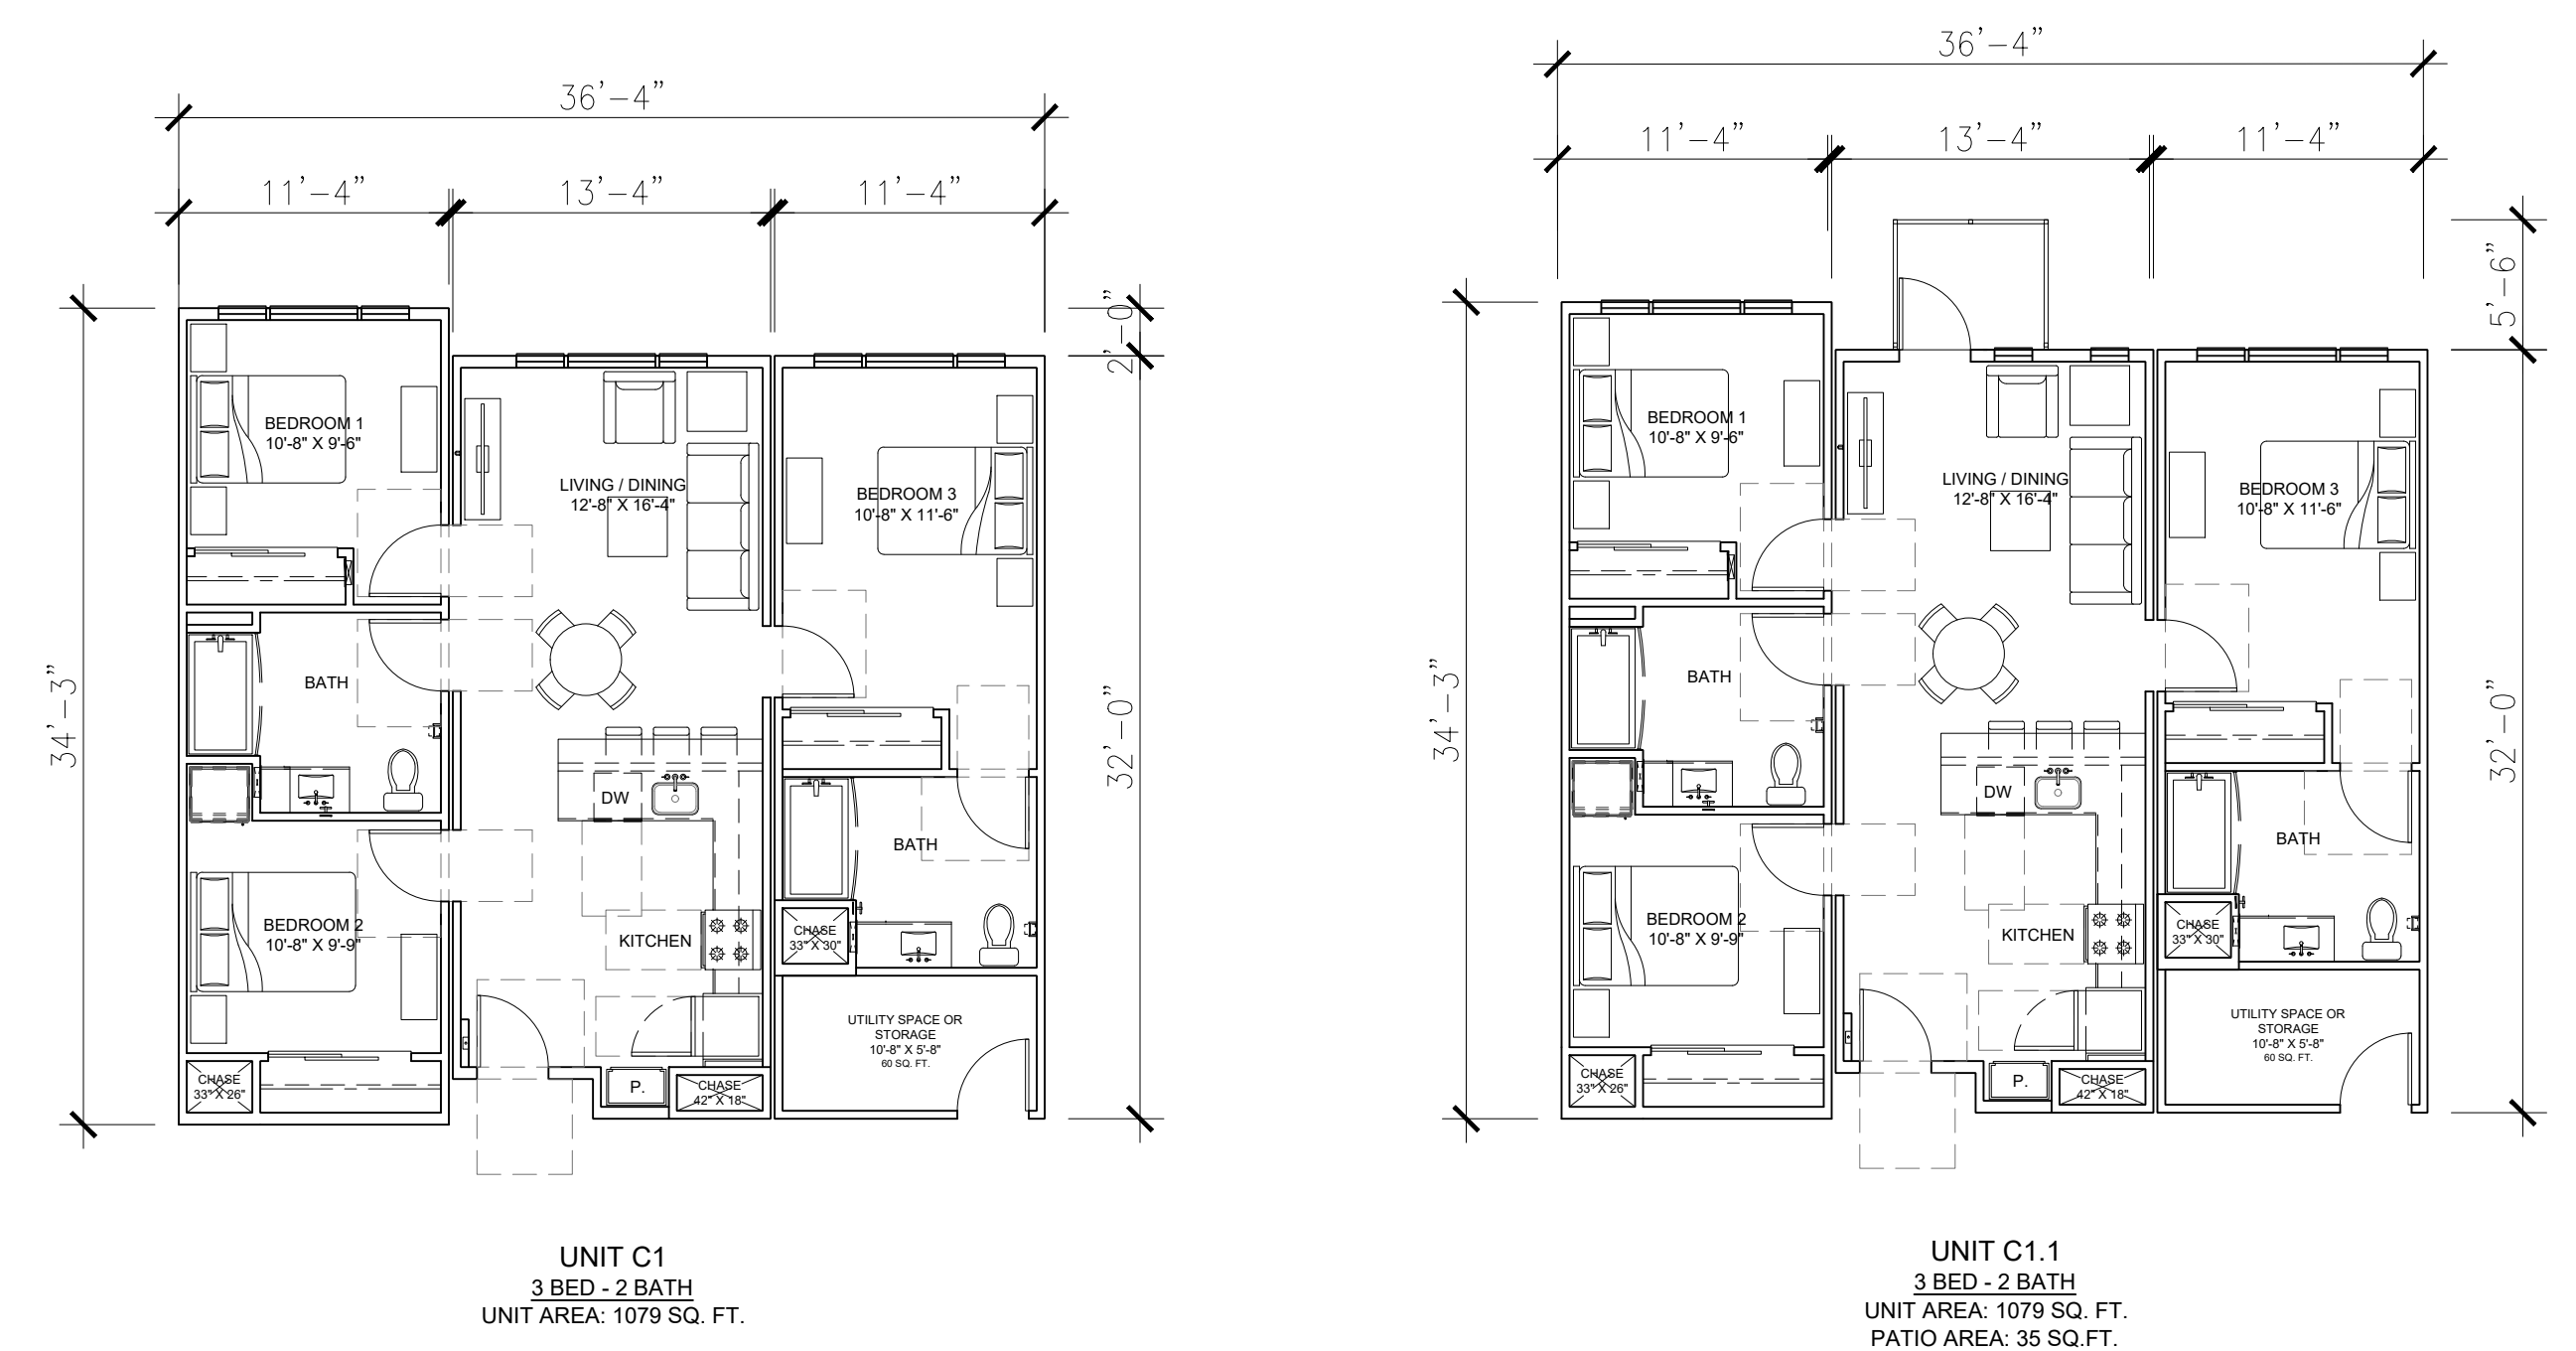 36'-4"
11'-4"
13'-4"
11'-4"
34'-3"
2'-0"
32'-0"
BEDROOM 1
10'-8" X 9'-6"
LIVING / DINING
12'-8" X 16'-4"
BEDROOM 3
10'-8" X 11'-6"
BATH
DW
BATH
BEDROOM 2
10'-8" X 9'-9"
KITCHEN
CHASE
33" X 30"
UTILITY SPACE OR
STORAGE
10'-8" X 5'-8"
60 SQ. FT.
CHASE
33" X 26"
P.
CHASE
42" X 18"
UNIT C1
3 BED - 2 BATH
UNIT AREA: 1079 SQ. FT.
36'-4"
11'-4"
13'-4"
11'-4"
5'-6"
34'-3"
32'-0"
BEDROOM 1
10'-8" X 9'-6"
LIVING / DINING
12'-8" X 16'-4"
BEDROOM 3
10'-8" X 11'-6"
BATH
DW
BATH
BEDROOM 2
10'-8" X 9'-9"
KITCHEN
CHASE
33" X 30"
UTILITY SPACE OR
STORAGE
10'-8" X 5'-8"
60 SQ. FT.
CHASE
33" X 26"
P.
CHASE
42" X 18"
UNIT C1.1
3 BED - 2 BATH
UNIT AREA: 1079 SQ. FT.
PATIO AREA: 35 SQ.FT.